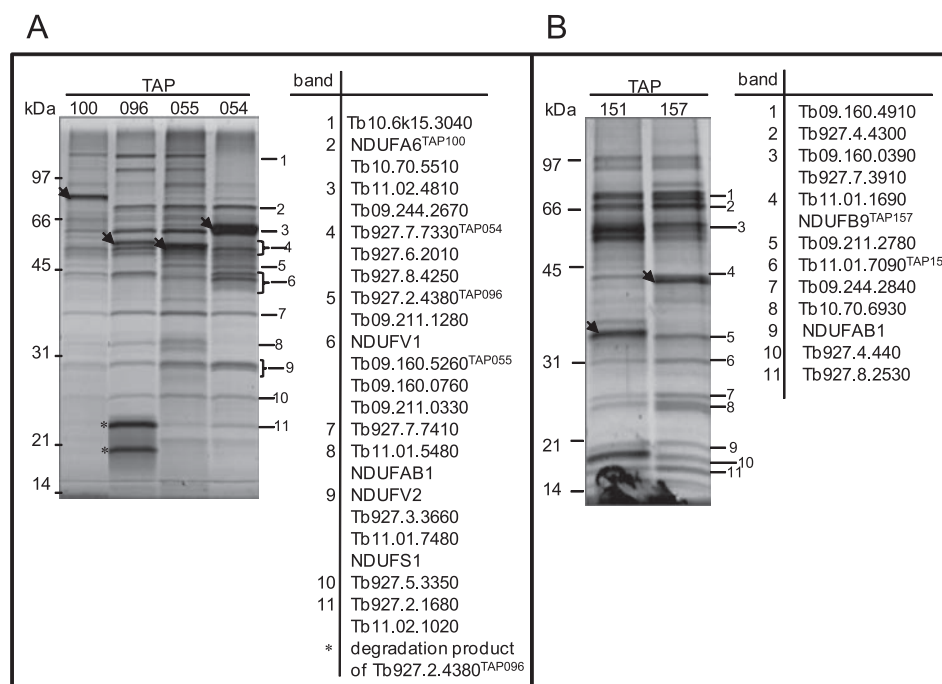 A
B
TAP
kDa 100 096 055 054
97
66
45
31
21
14
1
2
3
4
5
6
7
8
9
10
11
*
*
band
1 Tb10.6k15.3040
2 NDUFA6TAP100
Tb10.70.5510
3 Tb11.02.4810
Tb09.244.2670
4 Tb927.7.7330TAP054
Tb927.6.2010
Tb927.8.4250
5 Tb927.2.4380TAP096
Tb09.211.1280
6 NDUFV1
Tb09.160.5260TAP055
Tb09.160.0760
Tb09.211.0330
7 Tb927.7.7410
8 Tb11.01.5480
NDUFAB1
9 NDUFV2
Tb927.3.3660
Tb11.01.7480
NDUFS1
10 Tb927.5.3350
11 Tb927.2.1680
Tb11.02.1020
* degradation product
of Tb927.2.4380TAP096
TAP
kDa 151 157
97
66
45
31
21
14
1
2
3
4
5
6
7
8
9
10
11
band
1 Tb09.160.4910
2 Tb927.4.4300
3 Tb09.160.0390
Tb927.7.3910
4 Tb11.01.1690
NDUFB9TAP157
5 Tb09.211.2780
6 Tb11.01.7090TAP15
7 Tb09.244.2840
8 Tb10.70.6930
9 NDUFAB1
10 Tb927.4.440
11 Tb927.8.2530